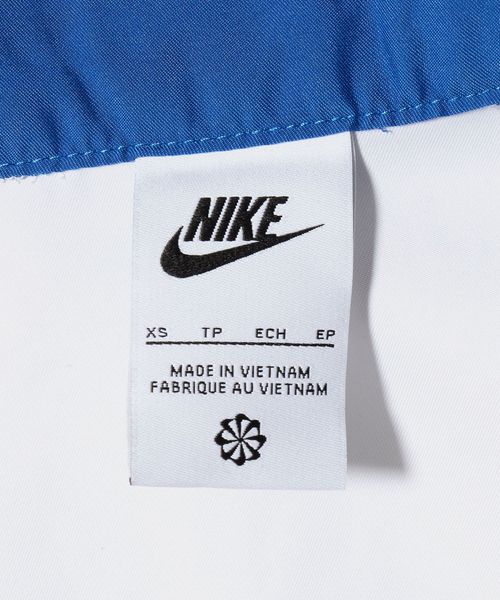 NIKE
XS TP ECH EP
MADE IN VIETNAM
FABRIQUE AU VIETNAM